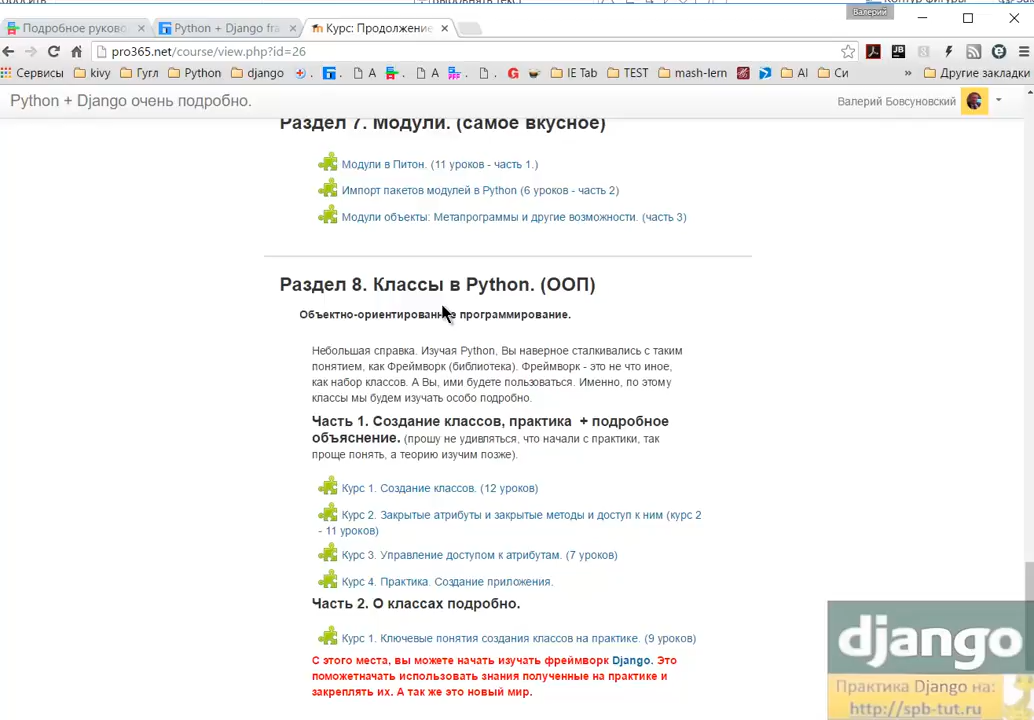 Валерий
Подробное руково
Python + Django fra
Курс: Продолжение
pro365.net/course/view.php?id=26
Сервисы kivy Гугл Python django A A IE Tab TEST mash-lern AI Си » Другие закладки
Python + Django очень подробно.
Валерий Бовсуновский
Раздел 7. Модули. (самое вкусное)
Модули в Питон. (11 уроков - часть 1.)
Импорт пакетов модулей в Python (6 уроков - часть 2)
Модули объекты: Метапрограммы и другие возможности. (часть 3)
Раздел 8. Классы в Python. (ООП)
Объектно-ориентированное программирование.
Небольшая справка. Изучая Python, Вы наверное сталкивались с таким
понятием, как Фреймворк (библиотека). Фреймворк - это не что иное,
как набор классов. А Вы, ими будете пользоваться. Именно, по этому
классы мы будем изучать особо подробно.
Часть 1. Создание классов, практика + подробное
объяснение. (прошу не удивляться, что начали с практики, так
проще понять, а теорию изучим позже).
Курс 1. Создание классов. (12 уроков)
Курс 2. Закрытые атрибуты и закрытые методы и доступ к ним (курс 2
- 11 уроков)
Курс 3. Управление доступом к атрибутам. (7 уроков)
Курс 4. Практика. Создание приложения.
Часть 2. О классах подробно.
Курс 1. Ключевые понятия создания классов на практике. (9 уроков)
С этого места, вы можете начать изучать фреймворк Django. Это
поможетначать использовать знания полученные на практике и
закреплять их. А так же это новый мир.
django
Практика Django на:
http://spb-tut.ru